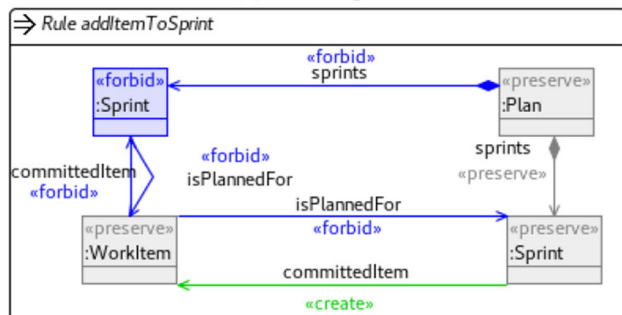 Rule addItemToSprint
«forbid»
sprints
«forbid»
:Sprint
«preserve»
:Plan
sprints
«preserve»
committedItem
«forbid»
«forbid»
isPlannedFor
isPlannedFor
«forbid»
«preserve»
:WorkItem
«preserve»
:Sprint
committedItem
«create»